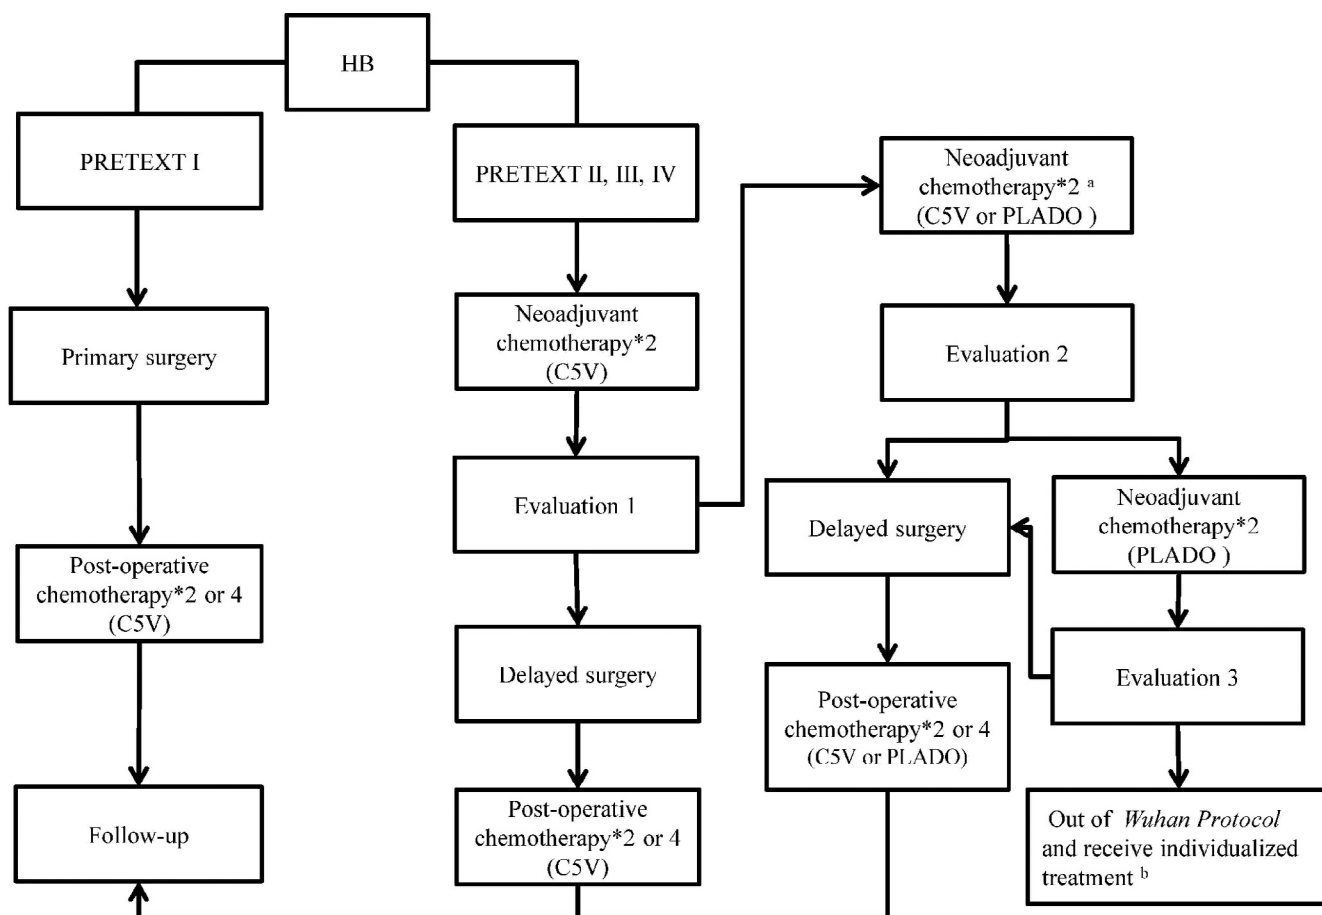 HB
PRETEXT I
Primary surgery
Post-operative
chemotherapy*2 or 4
(C5V)
Follow-up
PRETEXT II, III, IV
Neoadjuvant
chemotherapy*2
(C5V)
Evaluation 1
Delayed surgery
Post-operative
chemotherapy*2 or 4
(C5V)
Neoadjuvant
chemotherapy*2 a
(C5V or PLADO )
Evaluation 2
Delayed surgery
Post-operative
chemotherapy*2 or 4
(C5V or PLADO)
Neoadjuvant
chemotherapy*2
(PLADO )
Evaluation 3
Out of Wuhan Protocol
and receive individualized
treatment b